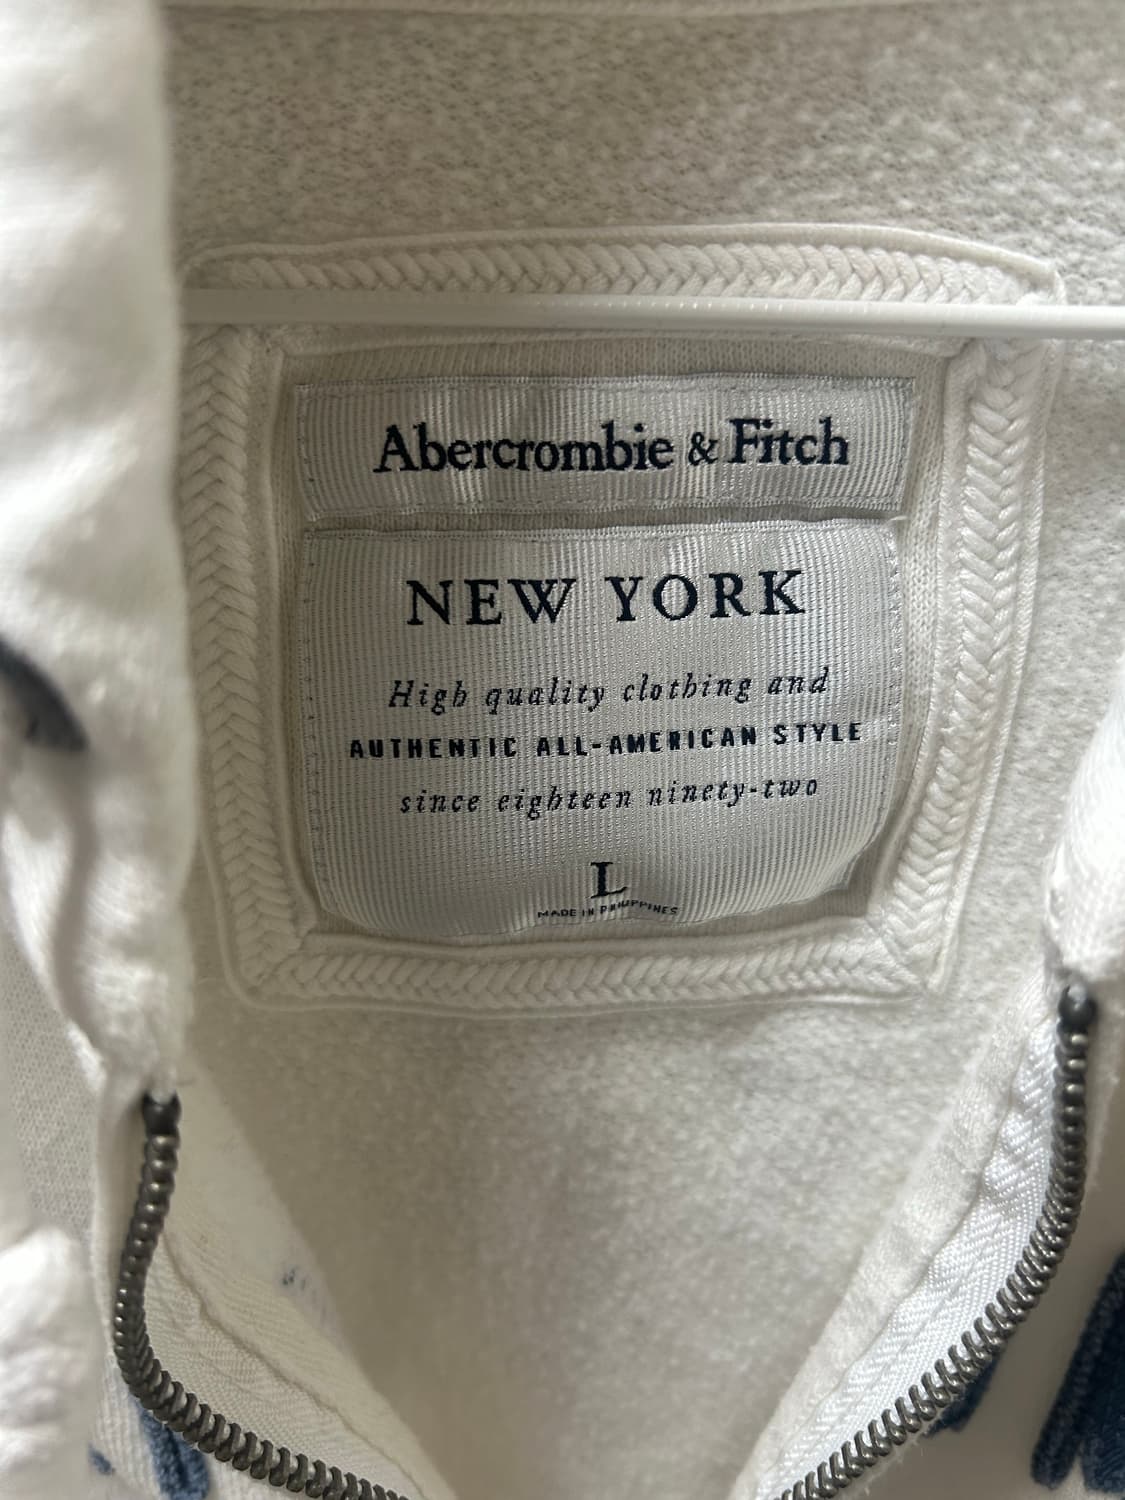 Abercrombie & Fitch
NEW YORK
High quality clothing and
AUTHENTIC ALL-AMERICAN STYLE
since eighteen ninety-two
L
MADE IN PHILIPPINES